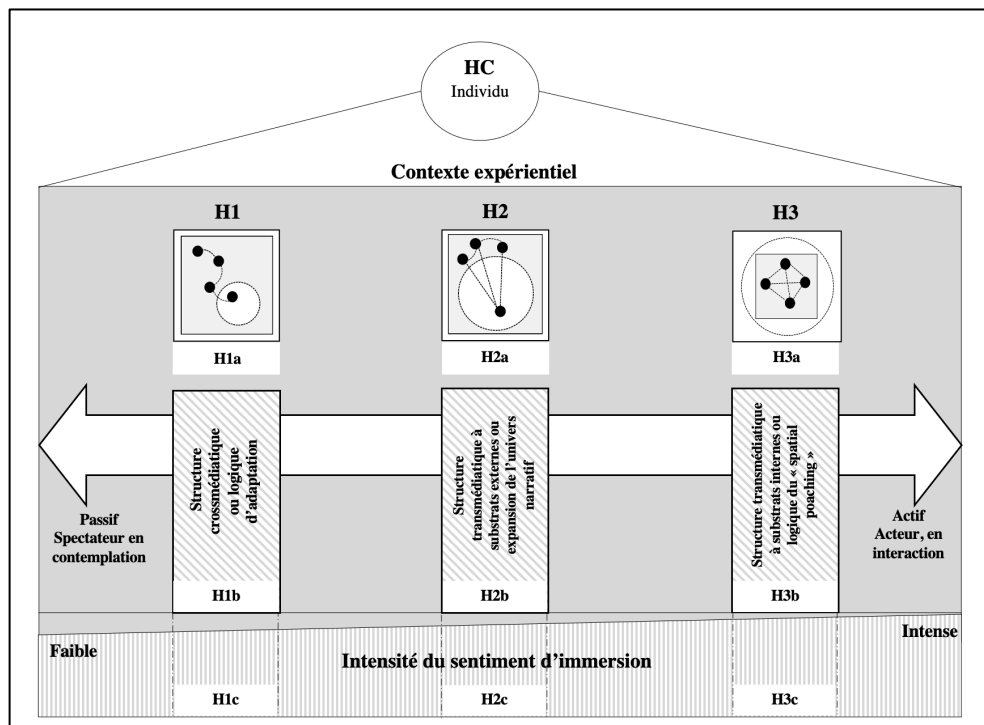 HC
Individu
Contexte expérientiel
H1
H2
H3
H1a
H2a
H3a
Structure
crossmédiatique
ou logique
d’adaptation
Structure
transmédiatique à
substrats externes ou
expansion de l’univers
narratif
Structure transmédiatique
à substrats internes ou
logique du « spatial
poaching »
Passif
Spectateur en
contemplation
Actif
Acteur, en
interaction
H1b
H2b
H3b
Faible
Intense
Intensité du sentiment d’immersion
H1c
H2c
H3c